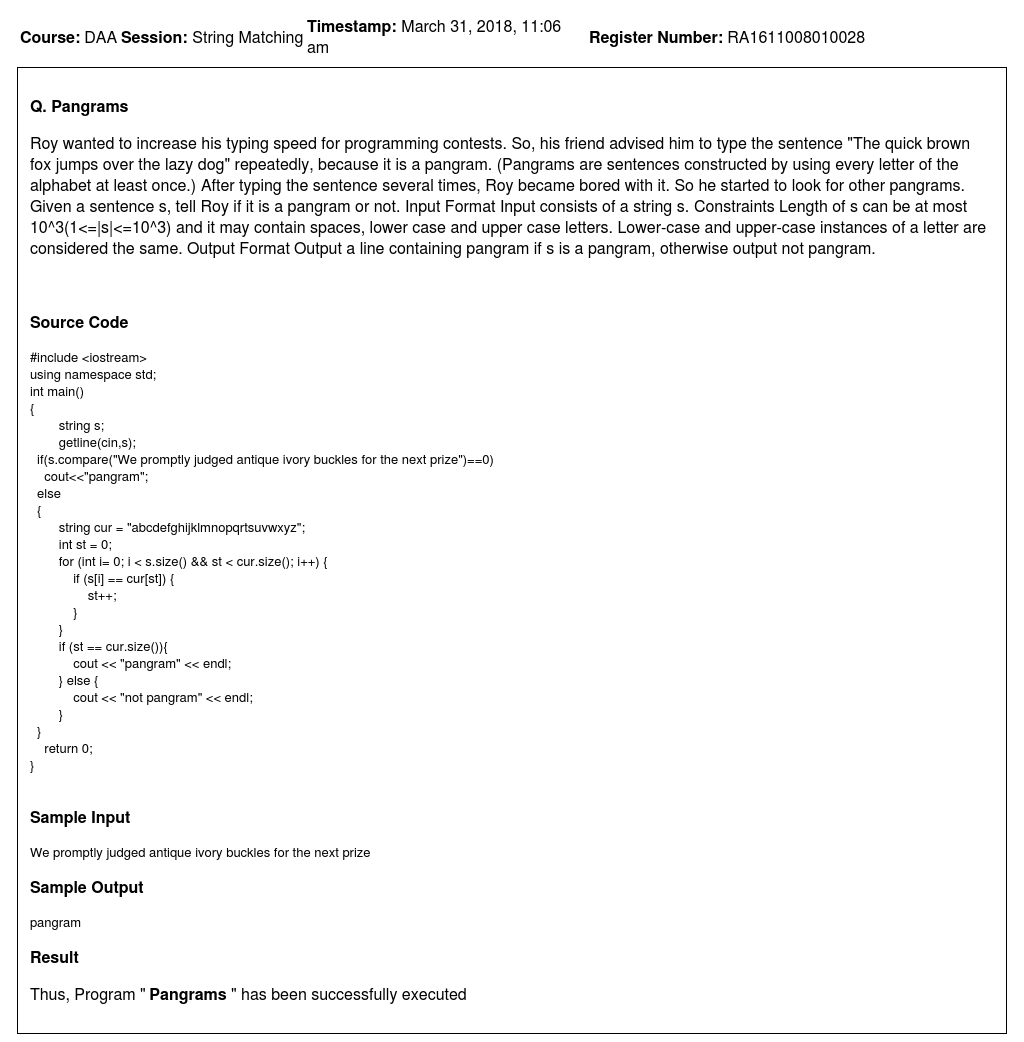 Course: DAA Session: String Matching Timestamp: March 31, 2018, 11:06 am Register Number: RA1611008010028
Q. Pangrams
Roy wanted to increase his typing speed for programming contests. So, his friend advised him to type the sentence "The quick brown
fox jumps over the lazy dog" repeatedly, because it is a pangram. (Pangrams are sentences constructed by using every letter of the
alphabet at least once.) After typing the sentence several times, Roy became bored with it. So he started to look for other pangrams.
Given a sentence s, tell Roy if it is a pangram or not. Input Format Input consists of a string s. Constraints Length of s can be at most
10^3(1<=|s|<=10^3) and it may contain spaces, lower case and upper case letters. Lower-case and upper-case instances of a letter are
considered the same. Output Format Output a line containing pangram if s is a pangram, otherwise output not pangram.
Source Code
#include <iostream>
using namespace std;
int main()
{
string s;
getline(cin,s);
if(s.compare("We promptly judged antique ivory buckles for the next prize")==0)
cout<<"pangram";
else
{
string cur = "abcdefghijklmnopqrtsuvwxyz";
int st = 0;
for (int i= 0; i < s.size() && st < cur.size(); i++) {
if (s[i] == cur[st]) {
st++;
}
}
if (st == cur.size()){
cout << "pangram" << endl;
} else {
cout << "not pangram" << endl;
}
}
return 0;
}
Sample Input
We promptly judged antique ivory buckles for the next prize
Sample Output
pangram
Result
Thus, Program " Pangrams " has been successfully executed